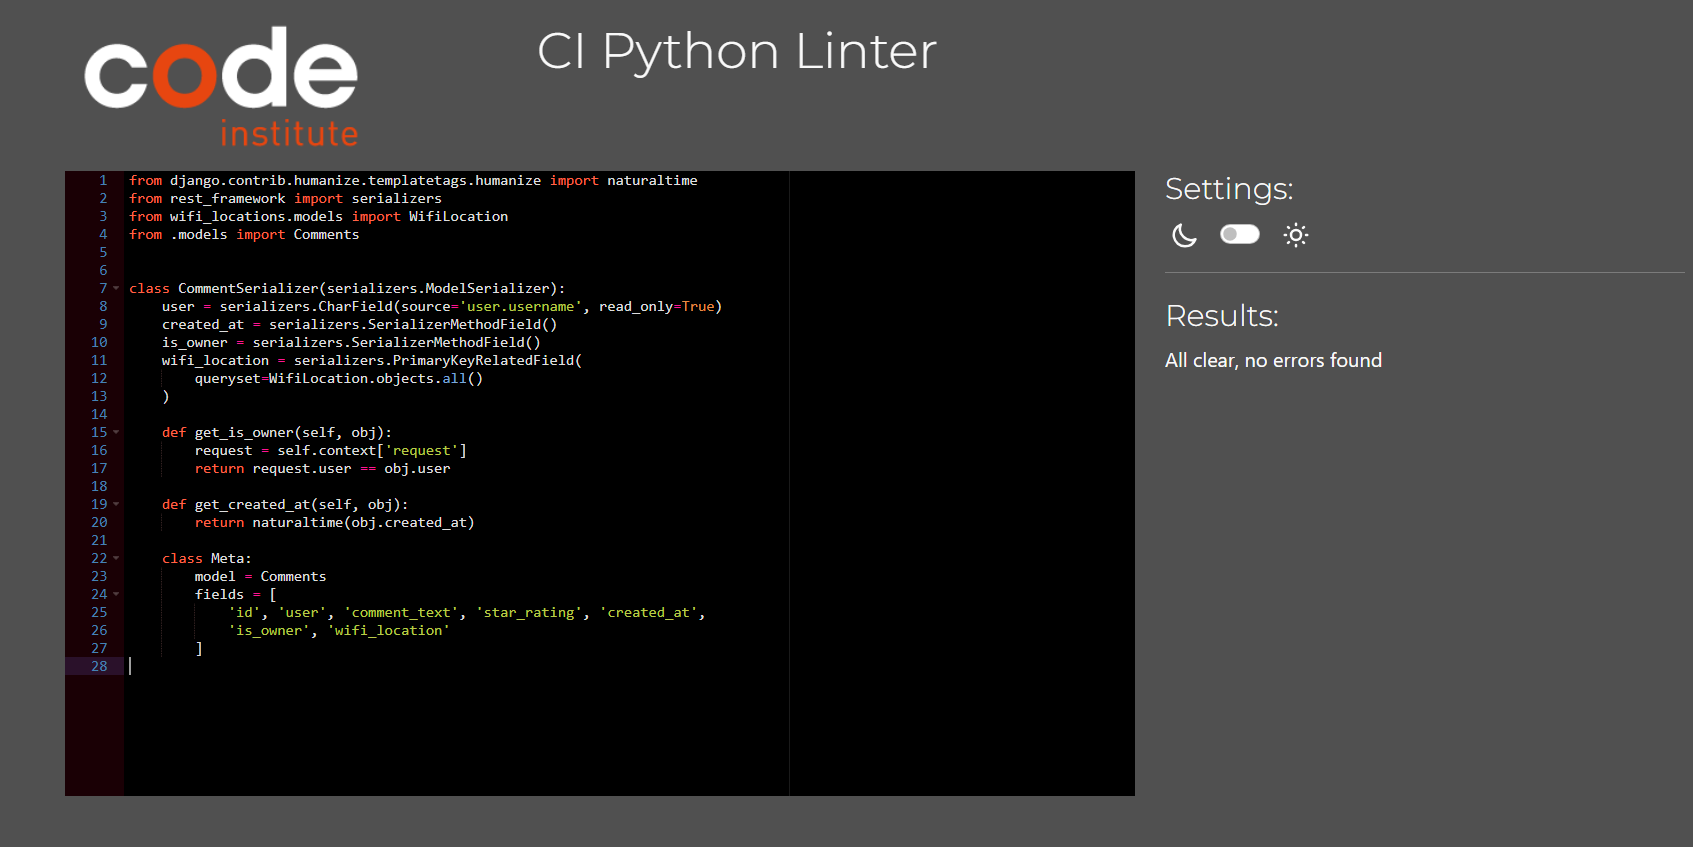 code
institute
CI Python Linter
1 from django.contrib.humanize.templatetags.humanize import naturaltime
2 from rest_framework import serializers
3 from wifi_locations.models import WifiLocation
4 from .models import Comments
5
6
7 class CommentSerializer(serializers.ModelSerializer):
8     user = serializers.CharField(source='user.username', read_only=True)
9     created_at = serializers.SerializerMethodField()
10     is_owner = serializers.SerializerMethodField()
11     wifi_location = serializers.PrimaryKeyRelatedField(
12         queryset=WifiLocation.objects.all()
13     )
14
15     def get_is_owner(self, obj):
16         request = self.context['request']
17         return request.user == obj.user
18
19     def get_created_at(self, obj):
20         return naturaltime(obj.created_at)
21
22     class Meta:
23         model = Comments
24         fields = [
25             'id', 'user', 'comment_text', 'star_rating', 'created_at',
26             'is_owner', 'wifi_location'
27         ]
28
Settings:
Results:
All clear, no errors found